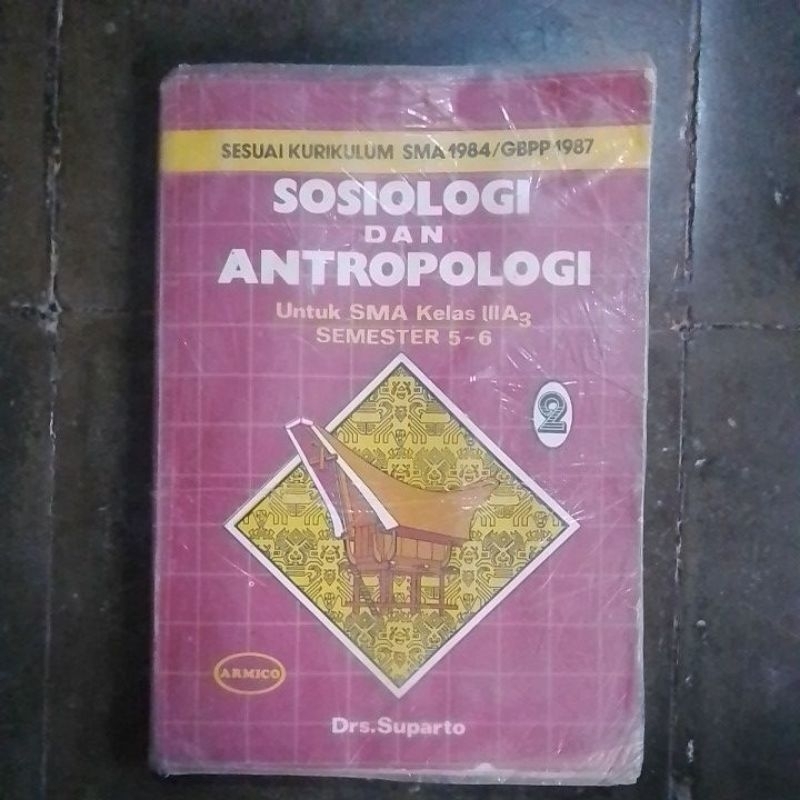 SESUAI KURIKULUM SMA 1984/GBPP 1987
SOSIOLOGI
DAN
ANTROPOLOGI
Untuk SMA Kelas IIIA3
SEMESTER 5-6
2
ARMICO
Drs.Suparto